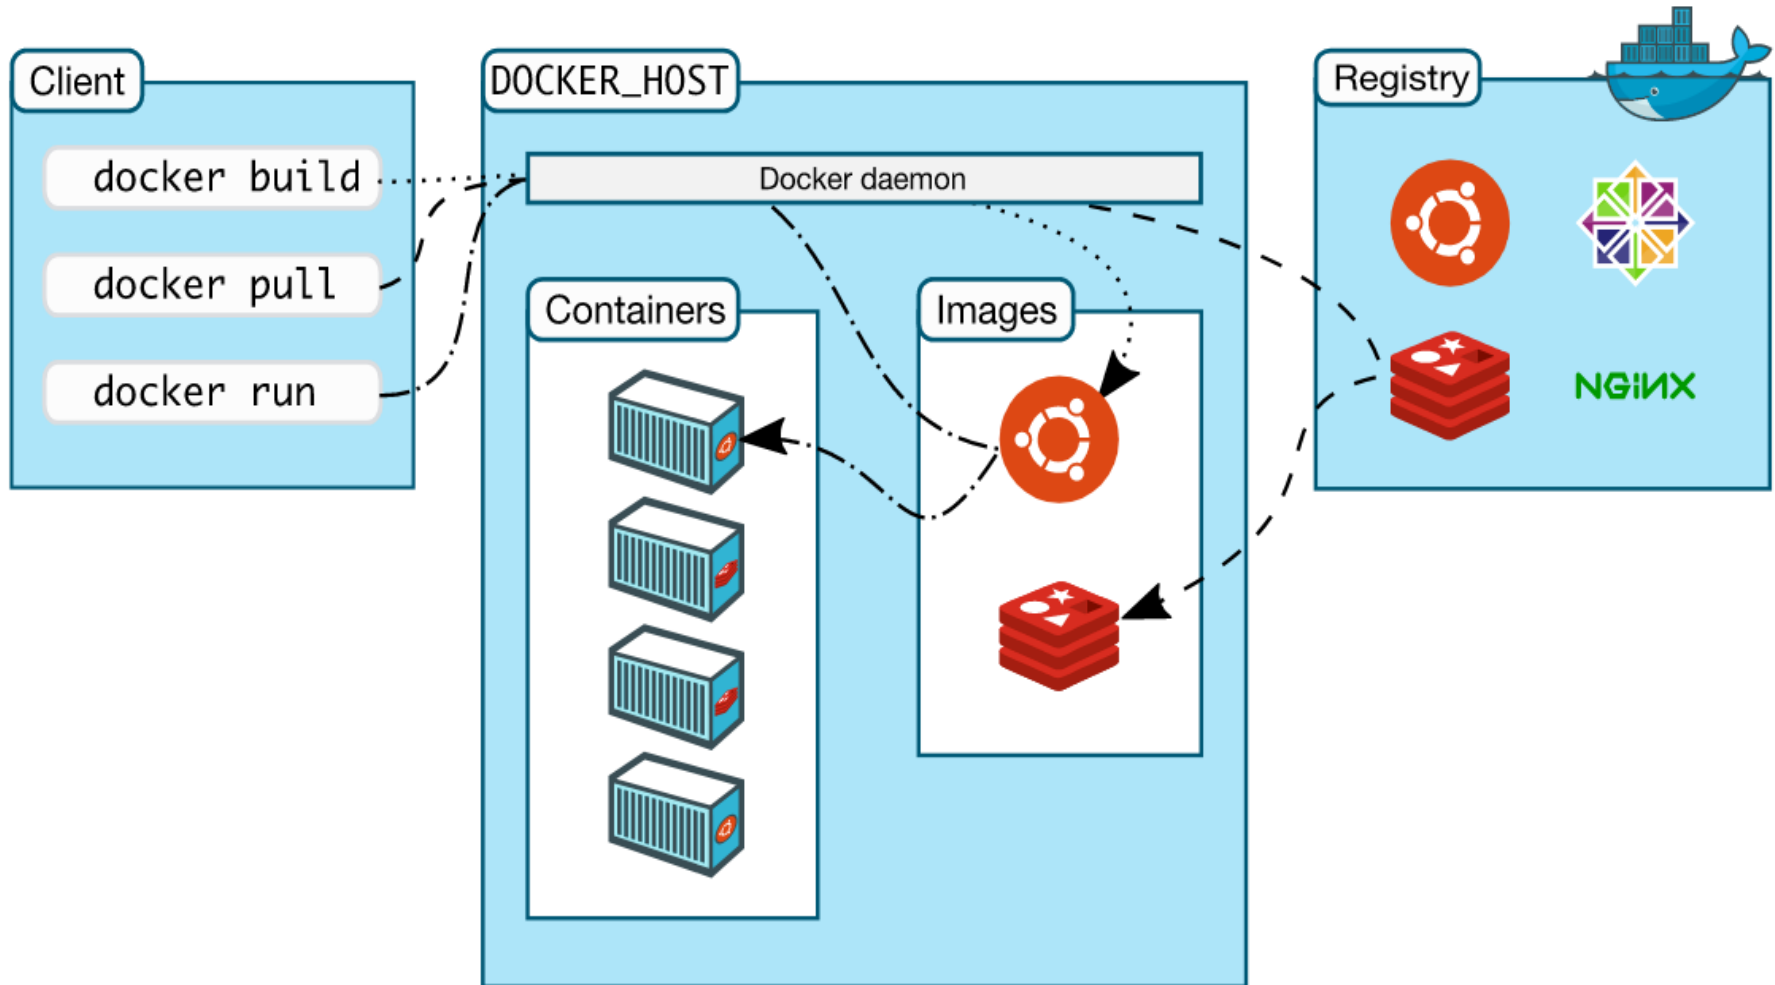 Client
docker build
docker pull
docker run
DOCKER_HOST
Docker daemon
Containers
Images
Registry
NGiNX